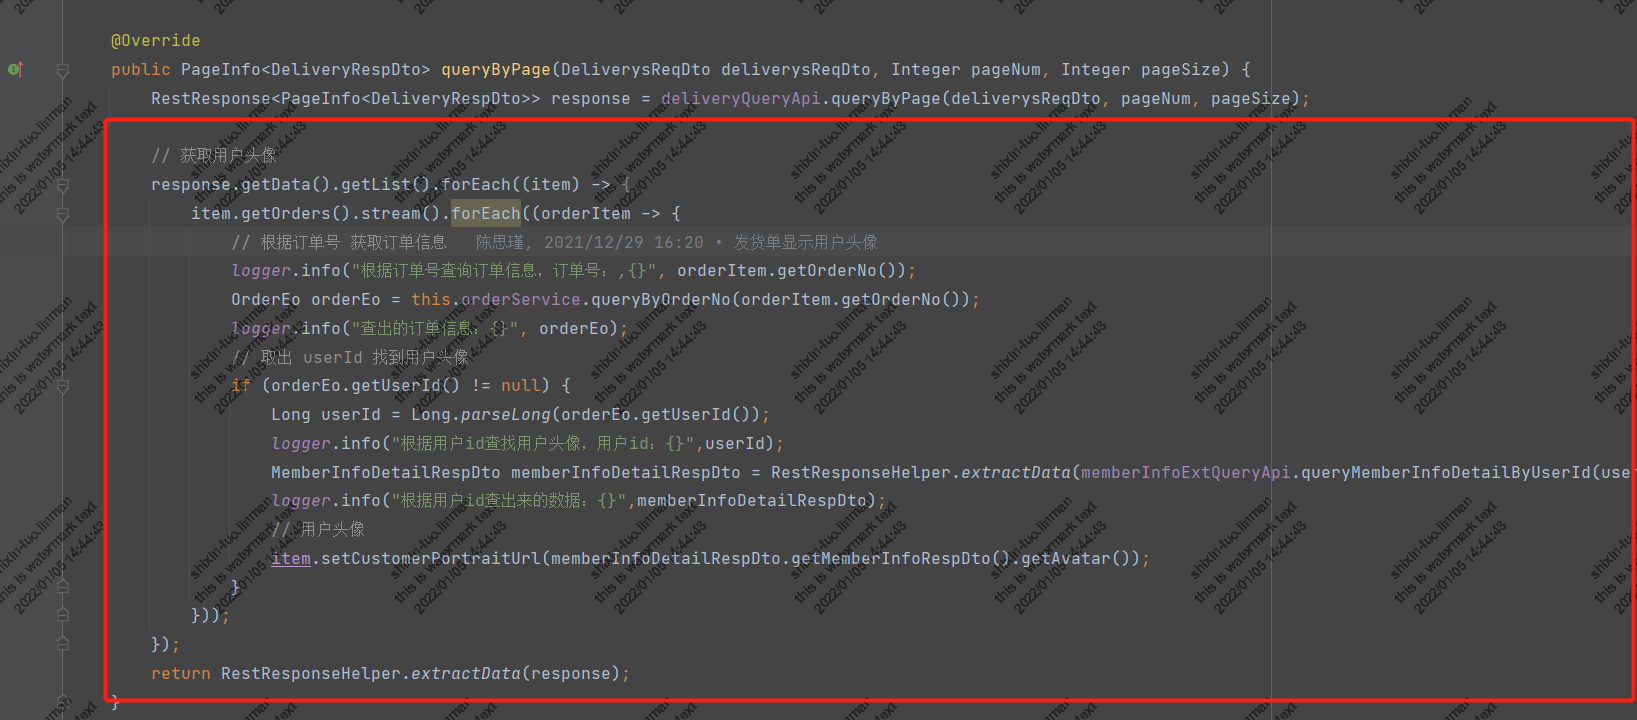 @Override
public PageInfo<DeliveryRespDto> queryByPage(DeliverysReqDto deliverysReqDto, Integer pageNum, Integer pageSize) {
RestResponse<PageInfo<DeliveryRespDto>> response = deliveryQueryApi.queryByPage(deliverysReqDto, pageNum, pageSize);
// 获取用户头像
response.getData().getList().forEach((item) -> {
item.getOrders().stream().forEach((orderItem -> {
// 根据订单号 获取订单信息 陈思瑾, 2021/12/29 16:20 • 发货单显示用户头像
logger.info("根据订单号查询订单信息，订单号：,{}", orderItem.getOrderNo());
OrderEo orderEo = this.orderService.queryByOrderNo(orderItem.getOrderNo());
logger.info("查出的订单信息：{}", orderEo);
// 取出 userId 找到用户头像
if (orderEo.getUserId() != null) {
Long userId = Long.parseLong(orderEo.getUserId());
logger.info("根据用户id查找用户头像，用户id：{}",userId);
MemberInfoDetailRespDto memberInfoDetailRespDto = RestResponseHelper.extractData(memberInfoExtQueryApi.queryMemberInfoDetailByUserId(use
logger.info("根据用户id查出来的数据：{}",memberInfoDetailRespDto);
// 用户头像
item.setCustomerPortraitUrl(memberInfoDetailRespDto.getMemberInfoRespDto().getAvatar());
}
}));
});
return RestResponseHelper.extractData(response);
}
shixin-luo.linman
this is watermark text
2022/01/05 14:44:43